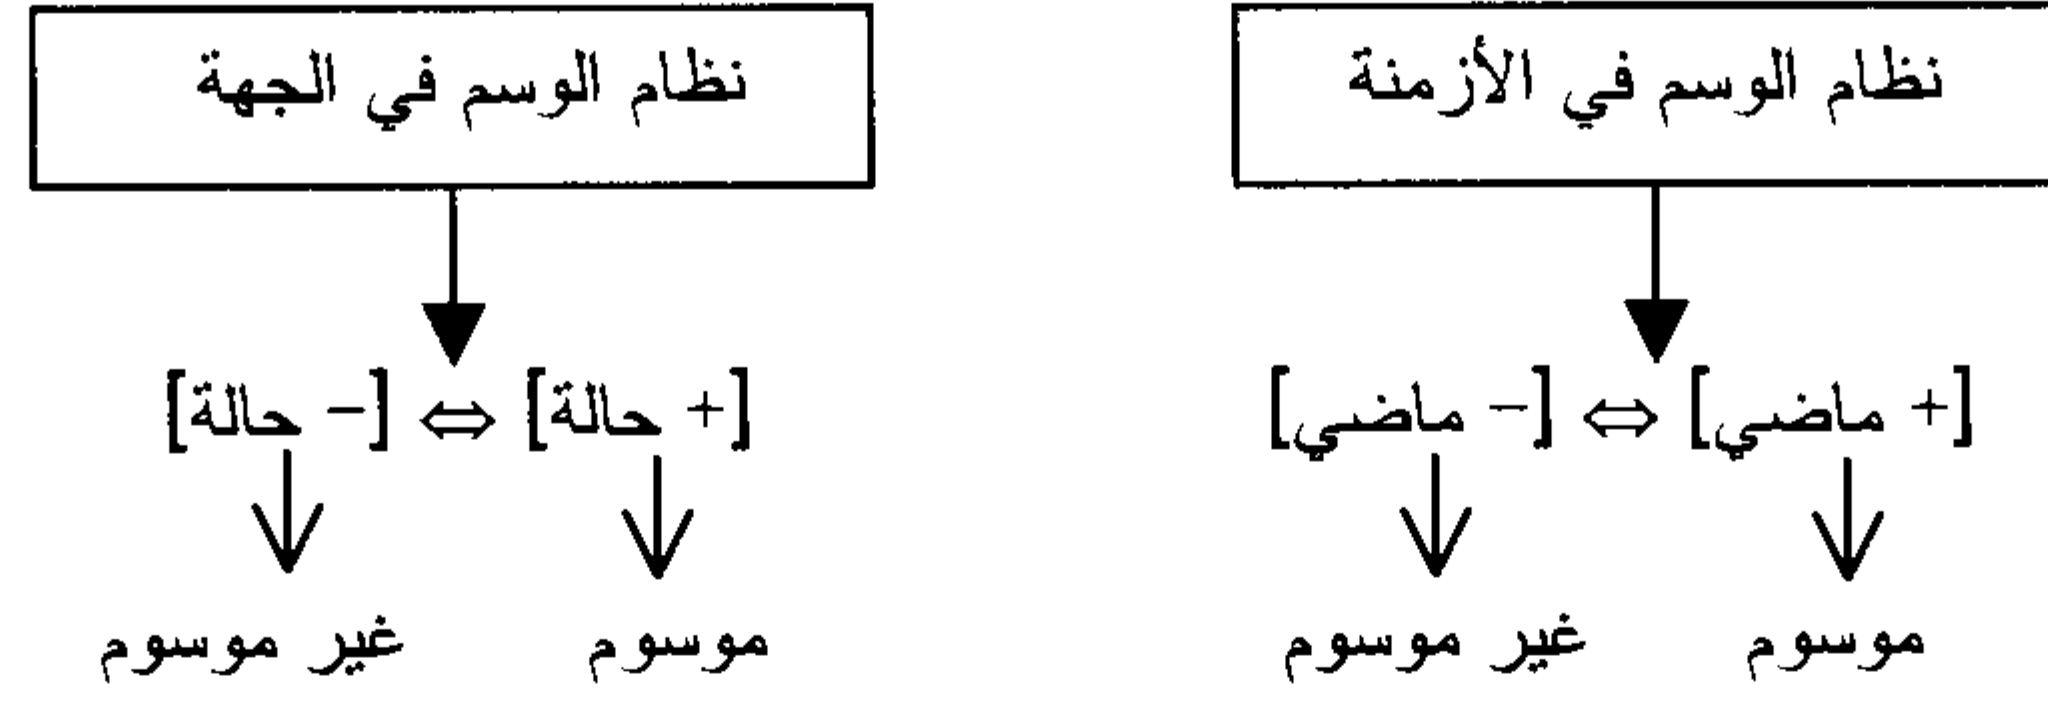 نظام الوسم في الأزمنة
نظام الوسم في الجهة
[+ ماضي] ⇔ [– ماضي]
[+ حالة] ⇔ [– حالة]
موسوم
غير موسوم
موسوم
غير موسوم